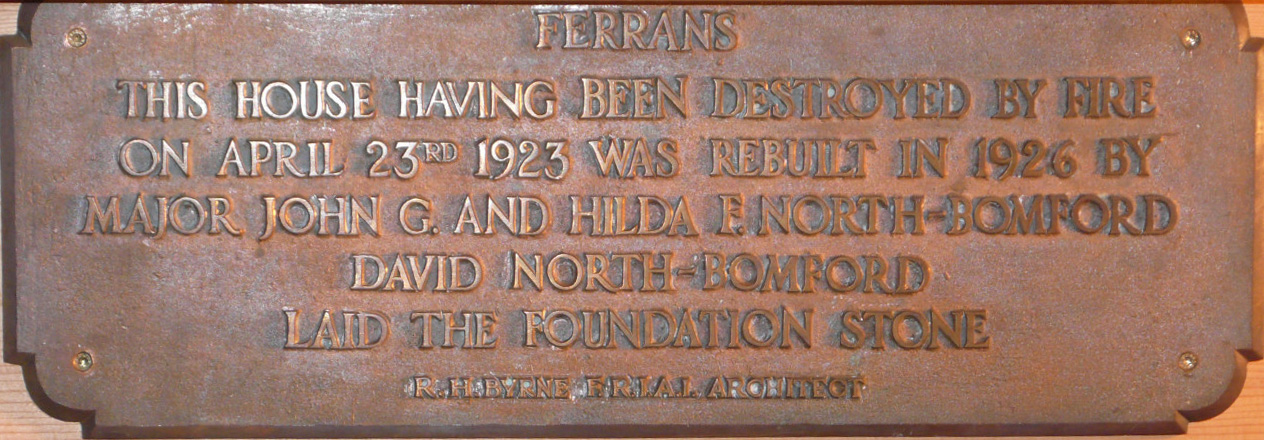 FERRANS
THIS HOUSE HAVING BEEN DESTROYED BY FIRE
ON APRIL 23RD 1923 WAS REBUILT IN 1926 BY
MAJOR JOHN G. AND HILDA F. NORTH-BOMFORD
DAVID NORTH-BOMFORD
LAID THE FOUNDATION STONE
R.H. BYRNE F.R.I.A.I. ARCHITECT